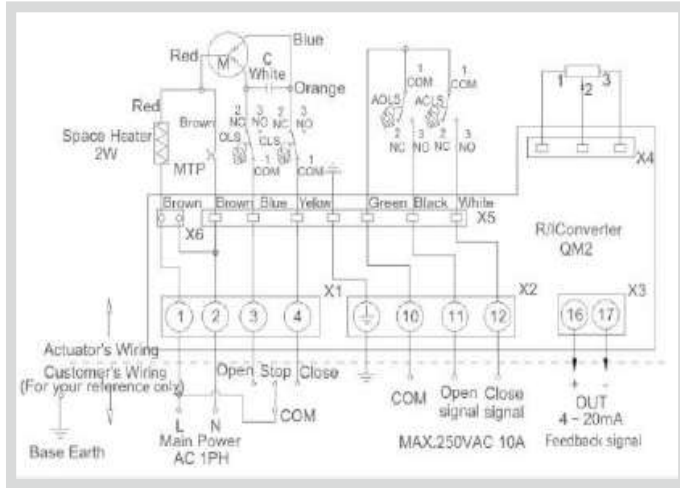 Blue
Red
M
C
White
Orange
1
COM
1
COM
AOLS
ACLS
1
2
3
Red
Brown
2
NC
3
NO
2
NC
3
NO
OLS
CLS
2
NC
3
NO
2
NC
3
NO
Space Heater
2W
MTP
1
COM
1
COM
X4
Brown
Brown
Blue
Yellow
Green
Black
White
X6
X5
R/IConverter
QM2
X1
X2
X3
1
2
3
4
10
11
12
16
17
Actuator's Wiring
Customer's Wiring
(For your reference only)
Open Stop Close
COM
L
N
Main Power
AC 1PH
Base Earth
COM
Open
signal
Close
signal
MAX.250VAC 10A
+
-
OUT
4 ~ 20mA
Feedback signal